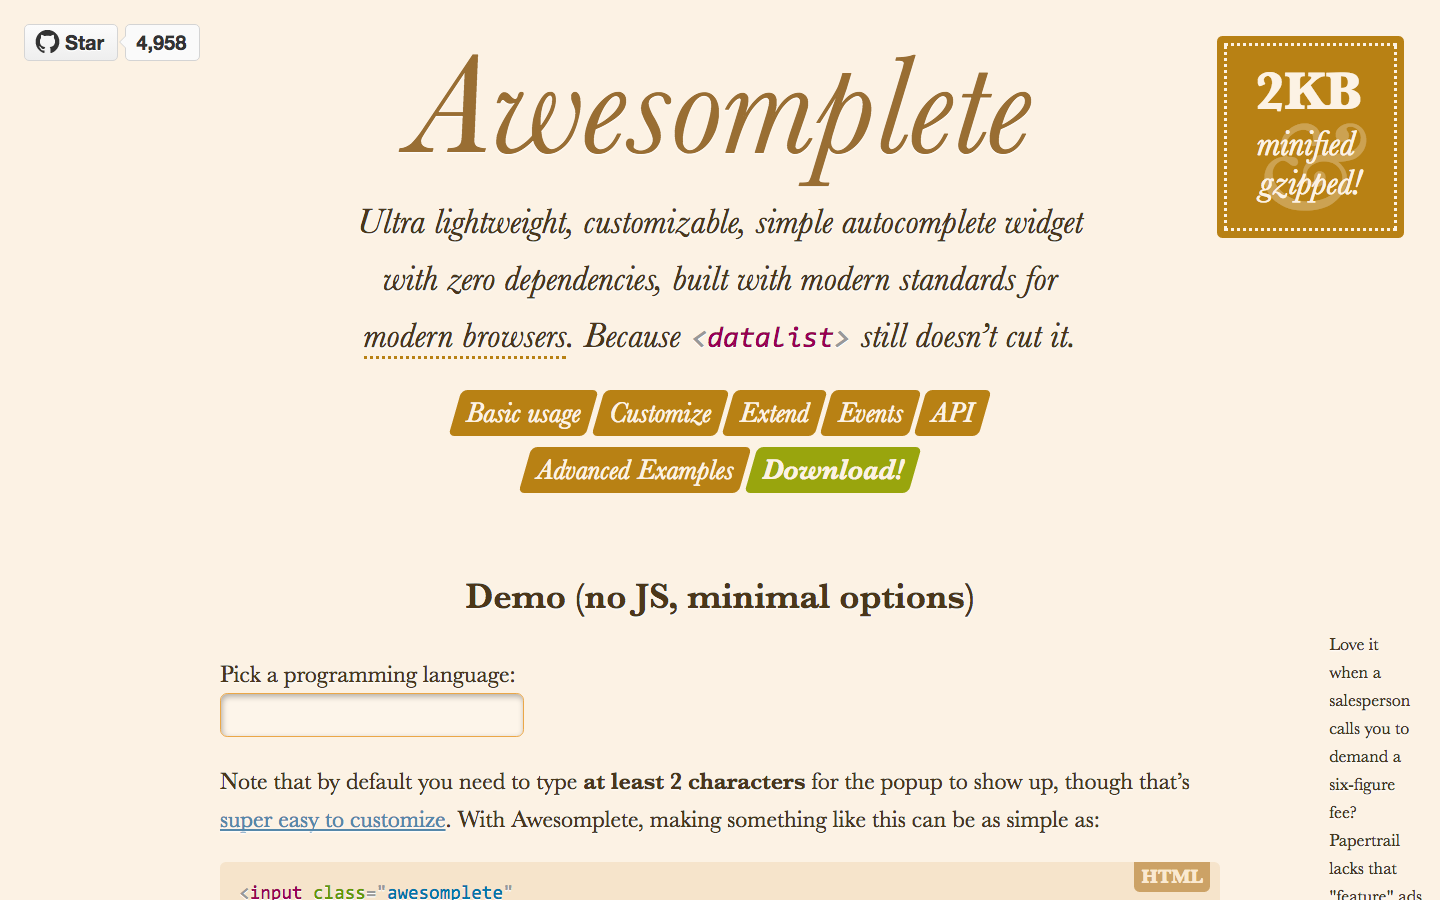 Star
4,958
Awesomplete
2KB
minified
&
gzipped!
Ultra lightweight, customizable, simple autocomplete widget
with zero dependencies, built with modern standards for
modern browsers. Because <datalist> still doesn’t cut it.
Basic usage Customize Extend Events API
Advanced Examples Download!
Demo (no JS, minimal options)
Pick a programming language:
Note that by default you need to type at least 2 characters for the popup to show up, though that’s
super easy to customize. With Awesomplete, making something like this can be as simple as:
HTML
<input class="awesomplete"
Love it
when a
salesperson
calls you to
demand a
six-figure
fee?
Papertrail
lacks that
"feature" ads